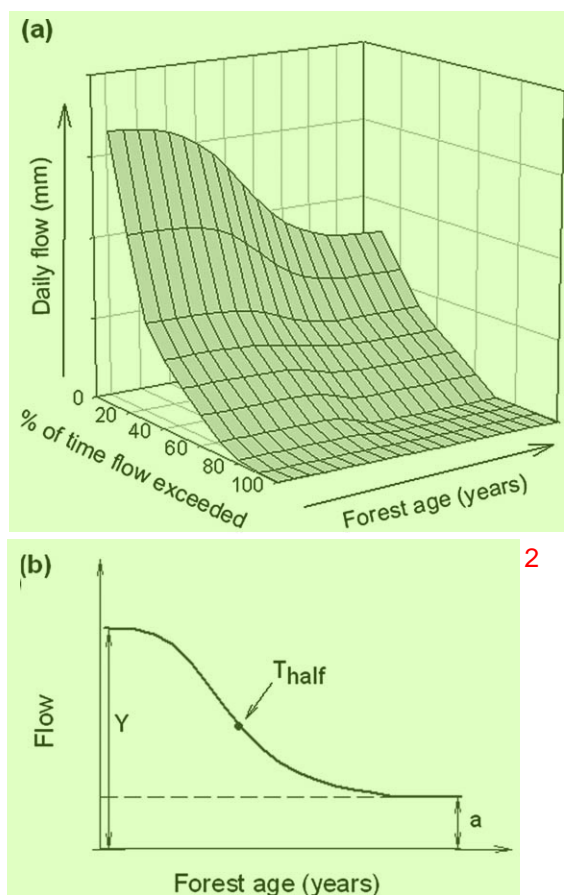 (a)
Daily flow (mm)
0
20
40
60
80
100
% of time flow exceeded
Forest age (years)
(b)
2
Flow
Y
Thalf
a
Forest age (years)